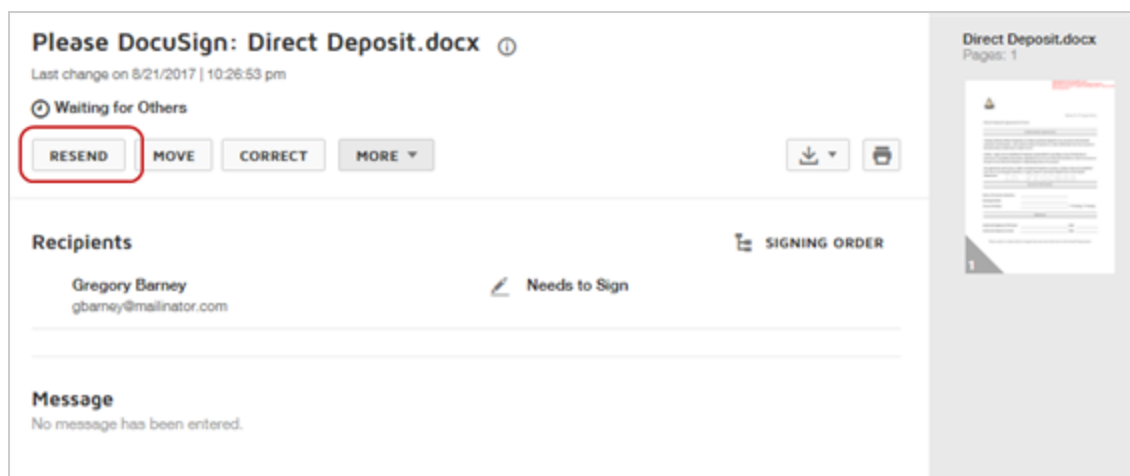 Please DocuSign: Direct Deposit.docx
Last change on 8/21/2017 | 10:26:53 pm
Waiting for Others
RESEND MOVE CORRECT MORE
Recipients
SIGNING ORDER
Gregory Barney
Needs to Sign
gbarney@mailinator.com
Message
No message has been entered.
Direct Deposit.docx
Pages: 1
1